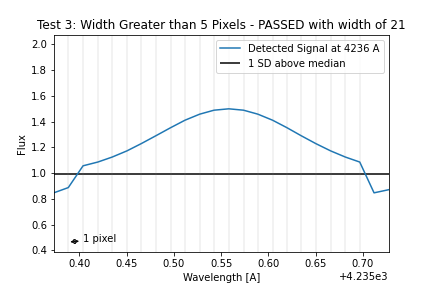 Test 3: Width Greater than 5 Pixels - PASSED with width of 21
Detected Signal at 4236 A
1 SD above median
Flux
2.0
1.8
1.6
1.4
1.2
1.0
0.8
0.6
0.4
1 pixel
0.40 0.45 0.50 0.55 0.60 0.65 0.70
Wavelength [A]
+4.235e3